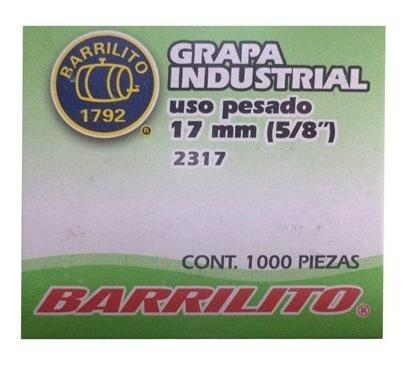 BARRILITO
1792
®
GRAPA
INDUSTRIAL
uso pesado
17 mm (5/8")
2317
CONT. 1000 PIEZAS
BARRILITO®